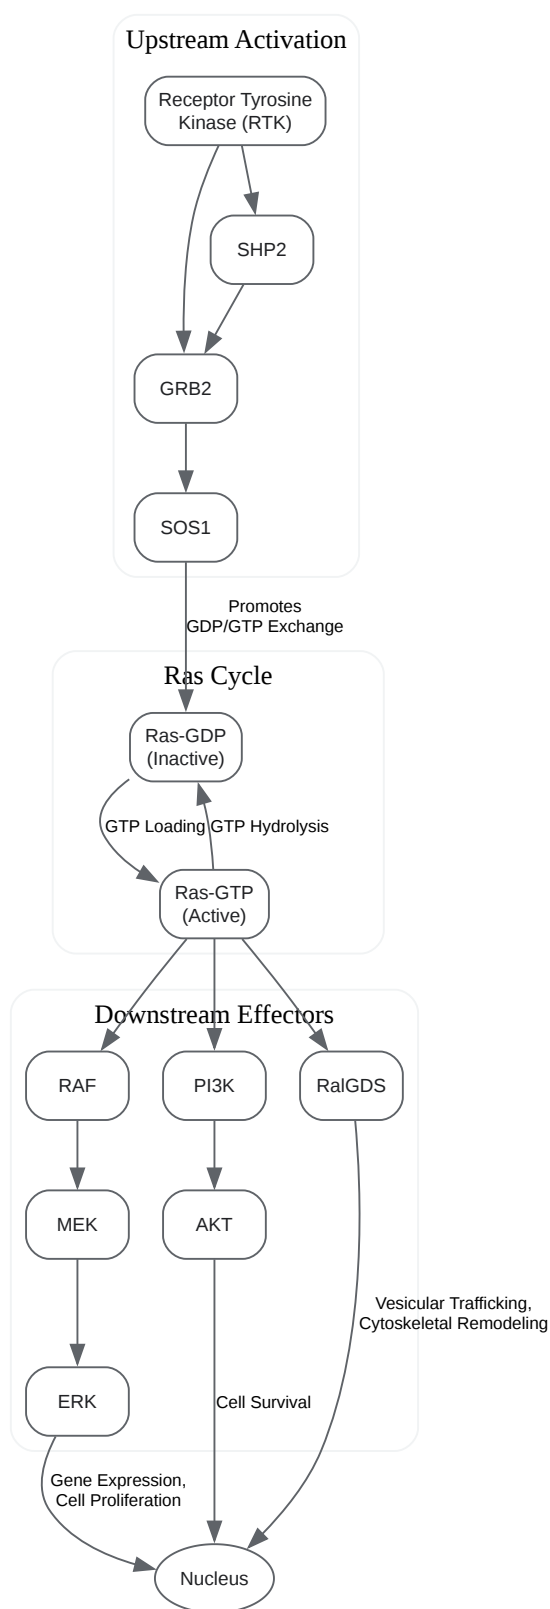 Upstream Activation
Receptor Tyrosine
Kinase (RTK)
SHP2
GRB2
SOS1
Promotes
GDP/GTP Exchange
Ras Cycle
Ras-GDP
(Inactive)
GTP Loading
GTP Hydrolysis
Ras-GTP
(Active)
Downstream Effectors
RAF
PI3K
RalGDS
MEK
AKT
Vesicular Trafficking,
Cytoskeletal Remodeling
ERK
Cell Survival
Gene Expression,
Cell Proliferation
Nucleus